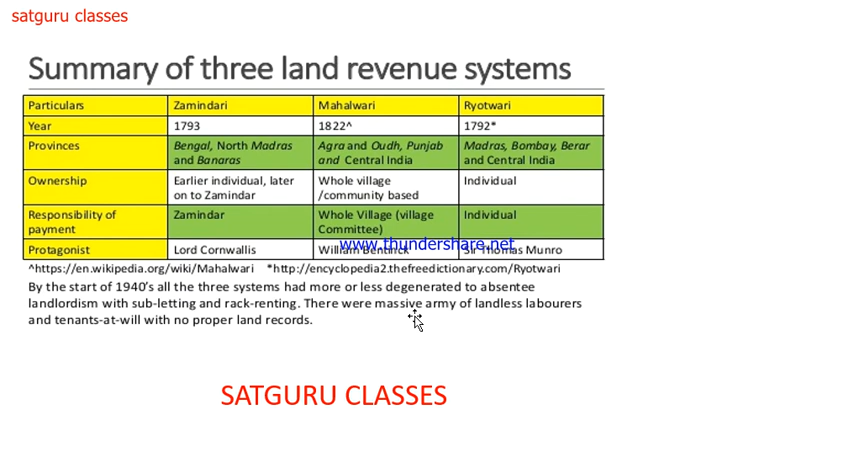 satguru classes
Summary of three land revenue systems
Particulars Zamindari Mahalwari Ryotwari
Year 1793 1822^ 1792*
Provinces Bengal, North Madras Agra and Oudh, Punjab Madras, Bombay, Berar
and Banaras and Central India and Central India
Ownership Earlier individual, later Whole village Individual
on to Zamindar /community based
Responsibility of Zamindar Whole Village (village Individual
payment Committee)
www.thundershare.net
Protagonist Lord Cornwallis William Bentinck Sir Thomas Munro
^https://en.wikipedia.org/wiki/Mahalwari *http://encyclopedia2.thefreedictionary.com/Ryotwari
By the start of 1940's all the three systems had more or less degenerated to absentee
landlordism with sub-letting and rack-renting. There were massive army of landless labourers
and tenants-at-will with no proper land records.
SATGURU CLASSES